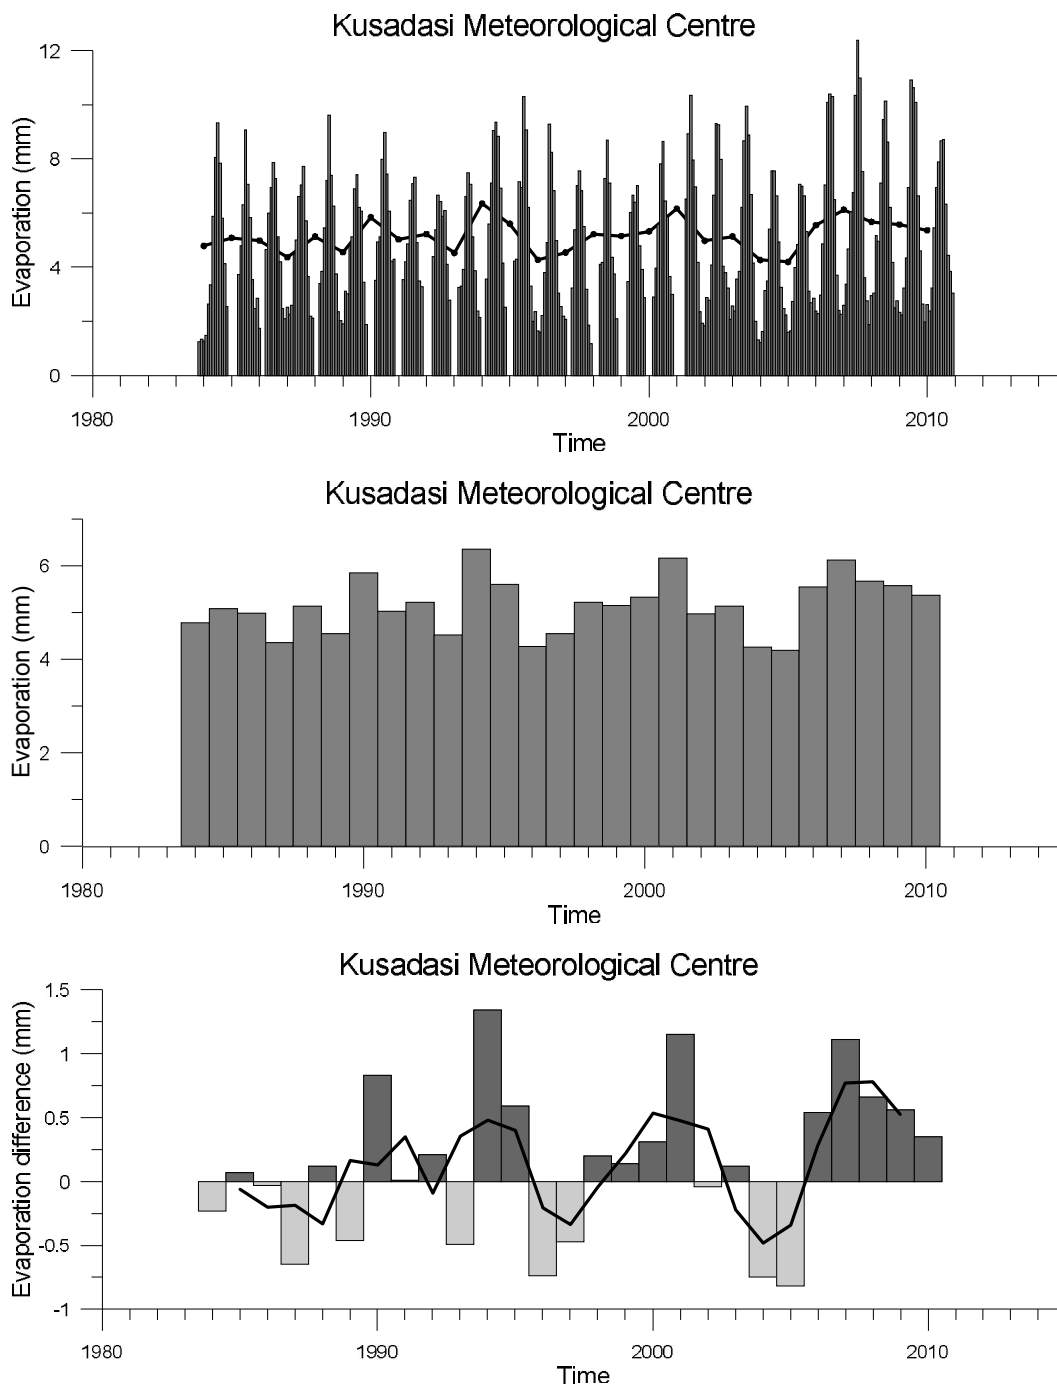 Kusadasi Meteorological Centre
12
8
4
0
Evaporation (mm)
1980
1990
2000
2010
Time
Kusadasi Meteorological Centre
6
4
2
0
Evaporation (mm)
1980
1990
2000
2010
Time
Kusadasi Meteorological Centre
1.5
1
0.5
0
-0.5
-1
Evaporation difference (mm)
1980
1990
2000
2010
Time